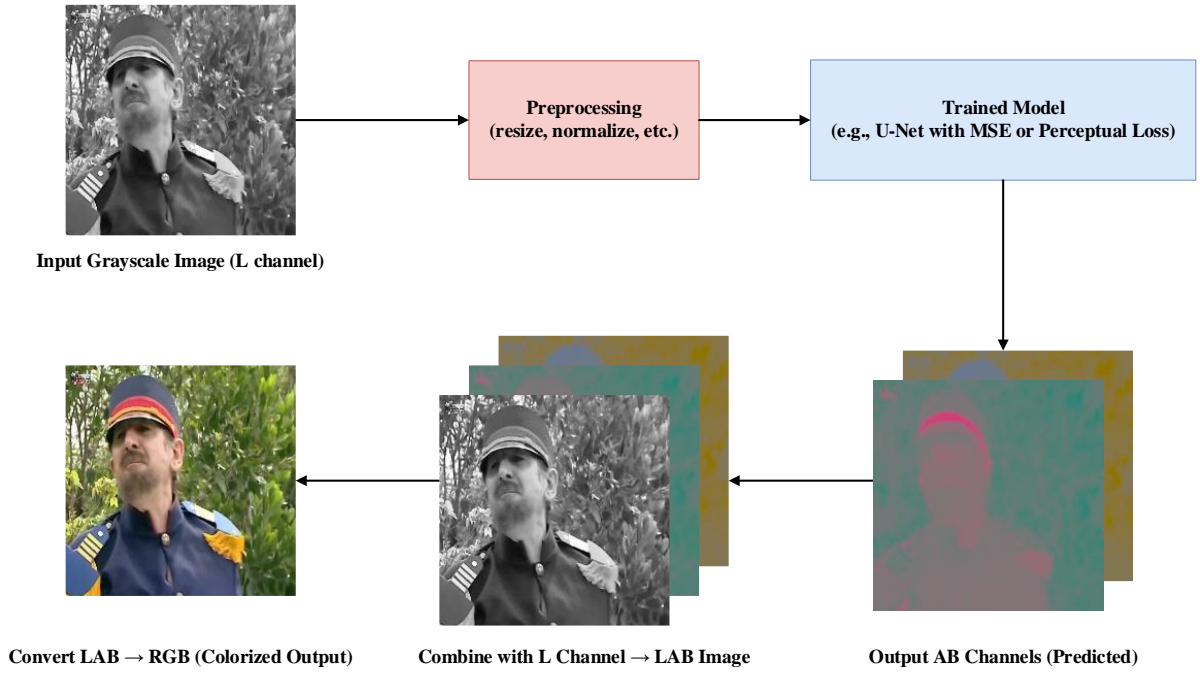 Preprocessing
(resize, normalize, etc.)
Trained Model
(e.g., U-Net with MSE or Perceptual Loss)
Input Grayscale Image (L channel)
Convert LAB → RGB (Colorized Output)
Combine with L Channel → LAB Image
Output AB Channels (Predicted)